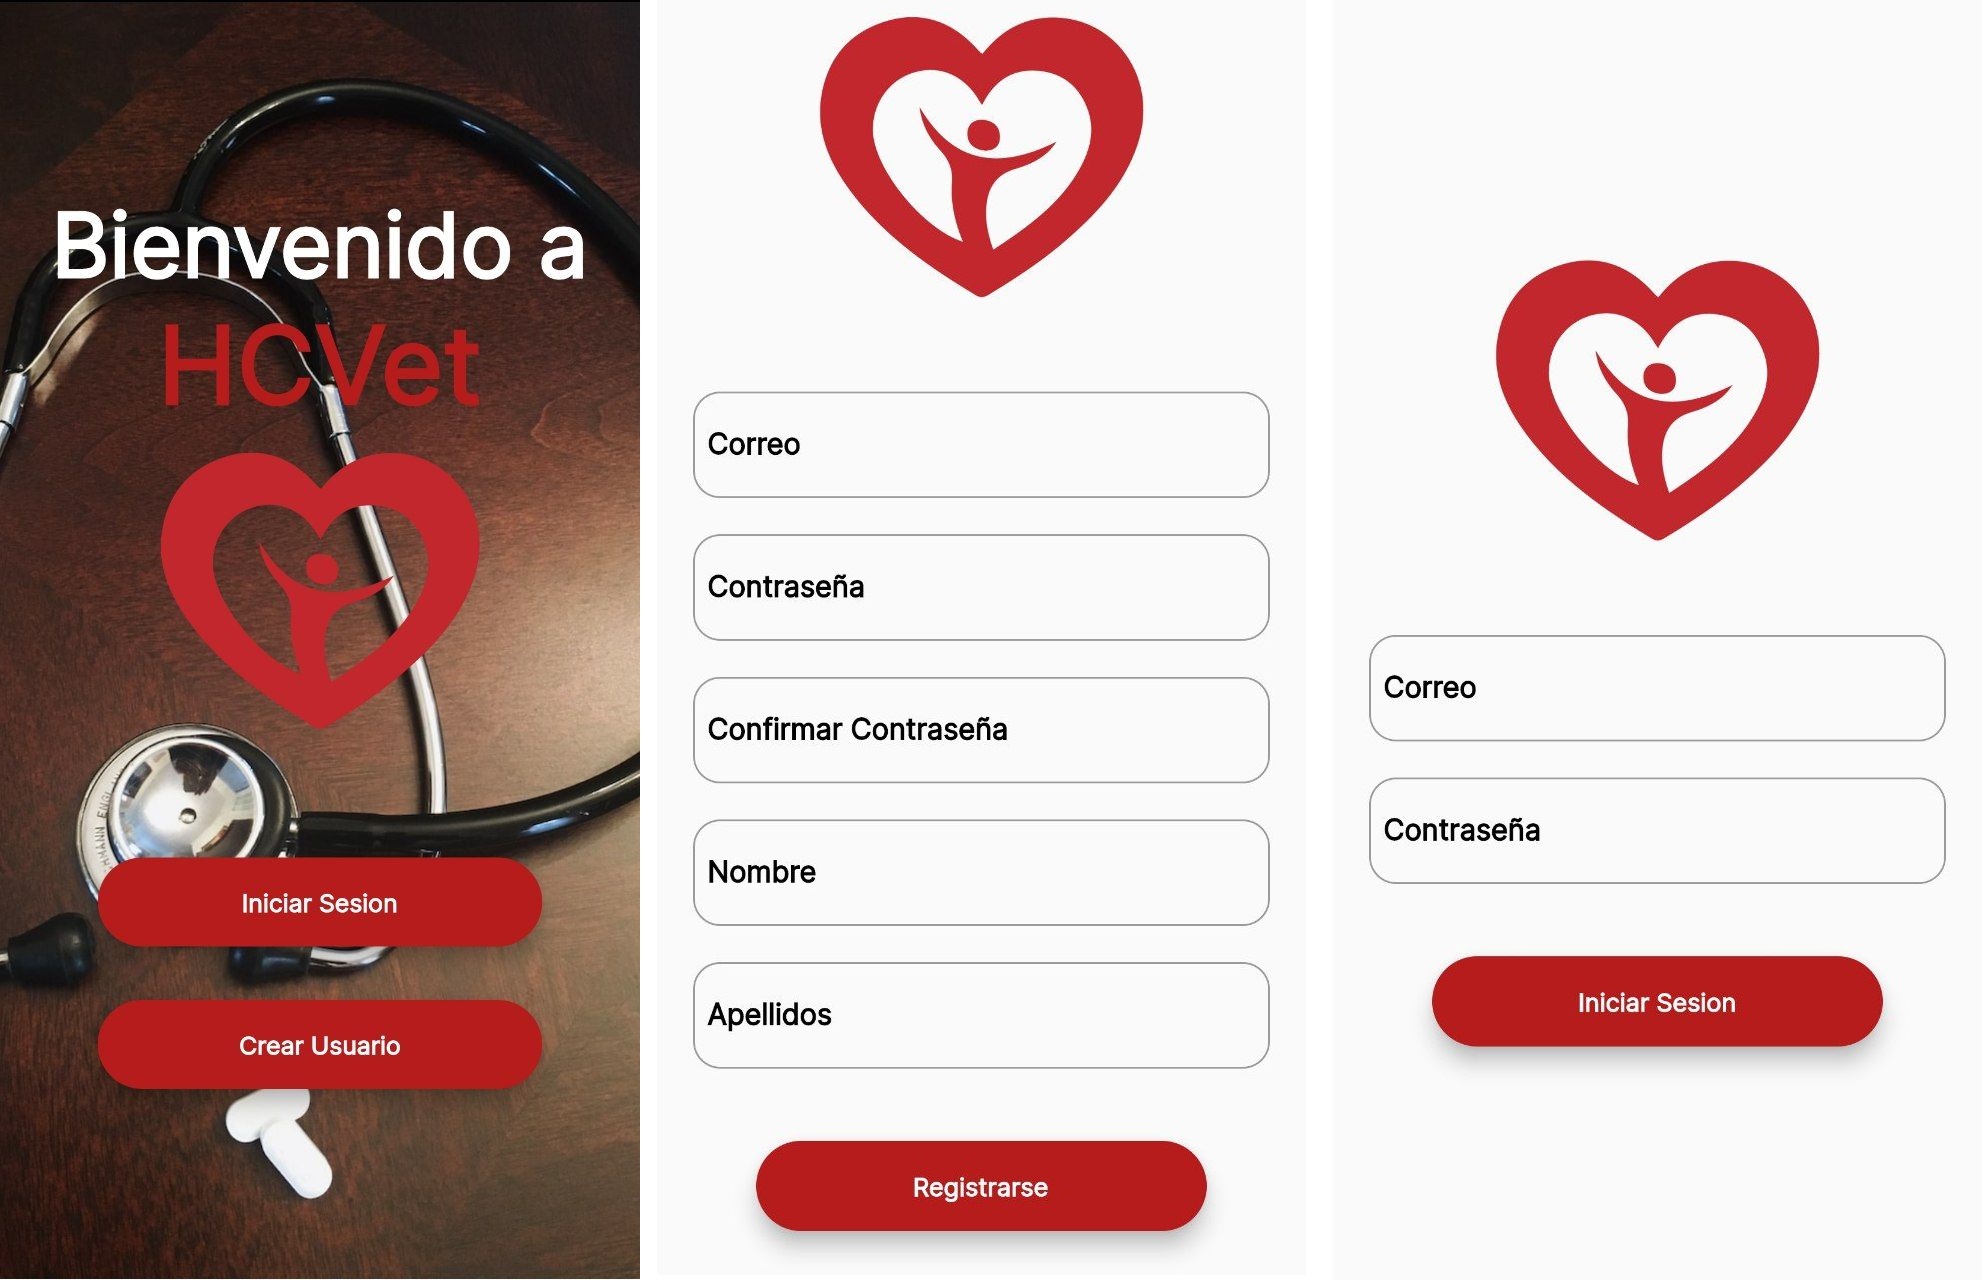 Bienvenido a
HCVet
Iniciar Sesion
Crear Usuario
Correo
Contraseña
Confirmar Contraseña
Nombre
Apellidos
Registrarse
Correo
Contraseña
Iniciar Sesion